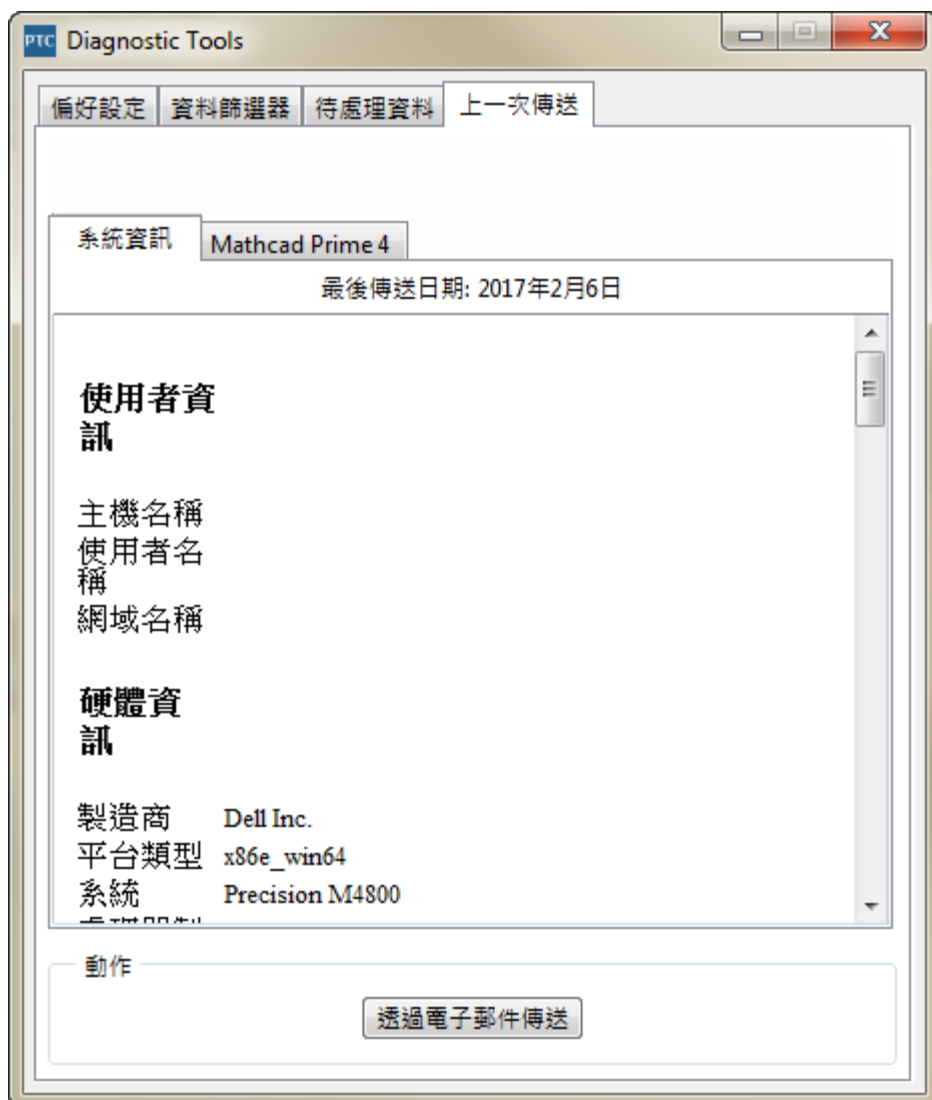 PTC Diagnostic Tools
偏好設定 資料篩選器 待處理資料 上一次傳送
系統資訊 Mathcad Prime 4
最後傳送日期: 2017年2月6日
使用者資
訊
主機名稱
使用者名
稱
網域名稱
硬體資
訊
製造商 Dell Inc.
平台類型 x86e_win64
系統 Precision M4800
動作
透過電子郵件傳送